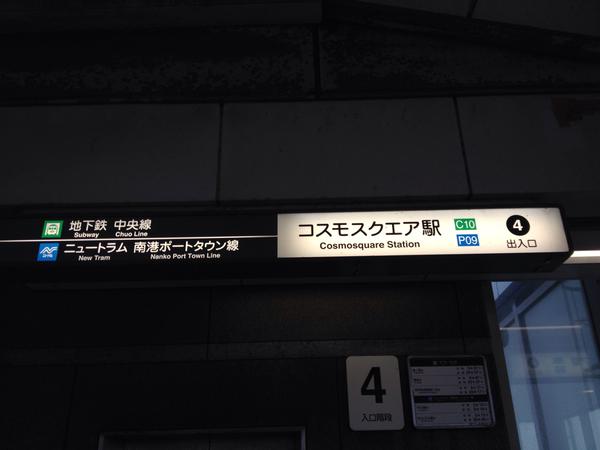 地下鉄 中央線
Subway Chuo Line
ニュートラム 南港ポートタウン線
New Tram Nanko Port Town Line
コスモスクエア駅
Cosmosquare Station
C10
P09
4
出入口
4
入口階段